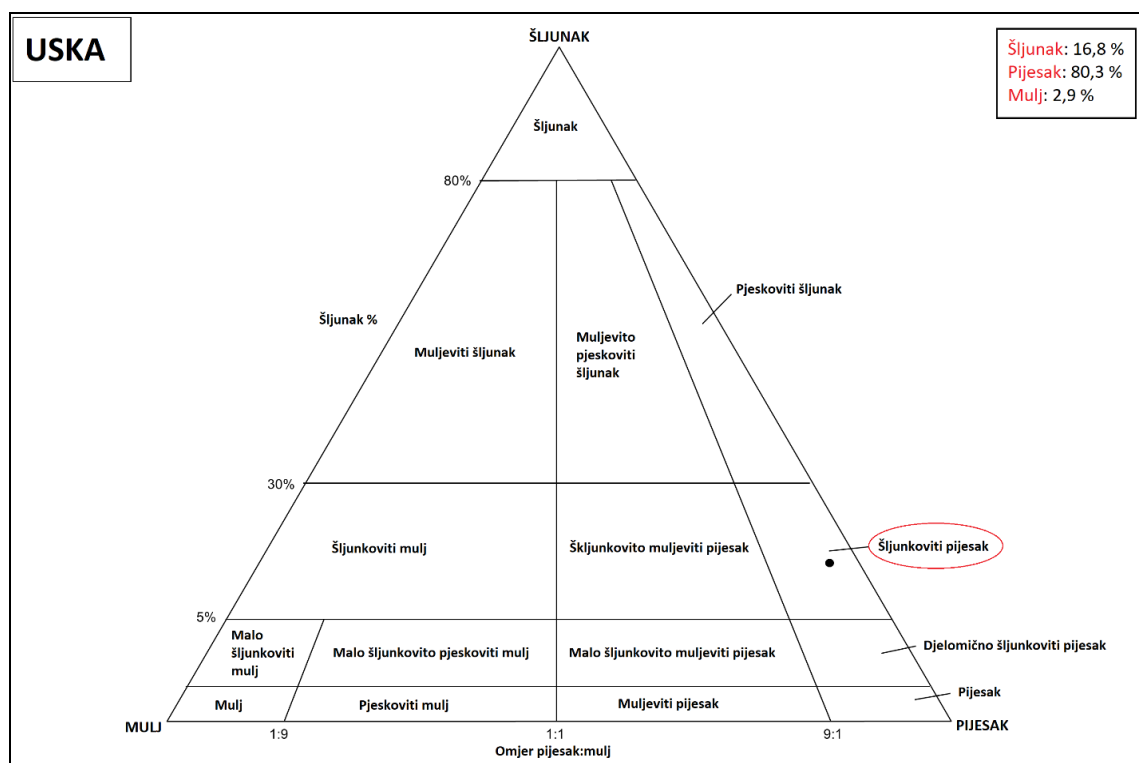 USKA
ŠLJUNAK
Šljunak: 16,8 %
Pijesak: 80,3 %
Mulj: 2,9 %
Šljunak
80%
Pjeskoviti šljunak
Šljunak %
Muljeviti šljunak
Muljevito
pjeskoviti
šljunak
30%
Šljunkoviti mulj
Škljunkovito muljeviti pijesak
Šljunkoviti pijesak
5%
Malo
šljunkoviti
mulj
Malo šljunkovito pjeskoviti mulj
Malo šljunkovito muljeviti pijesak
Djelomično šljunkoviti pijesak
Mulj
Pjeskoviti mulj
Muljeviti pijesak
Pijesak
MULJ
PIJESAK
1:9
1:1
9:1
Omjer pijesak:mulj